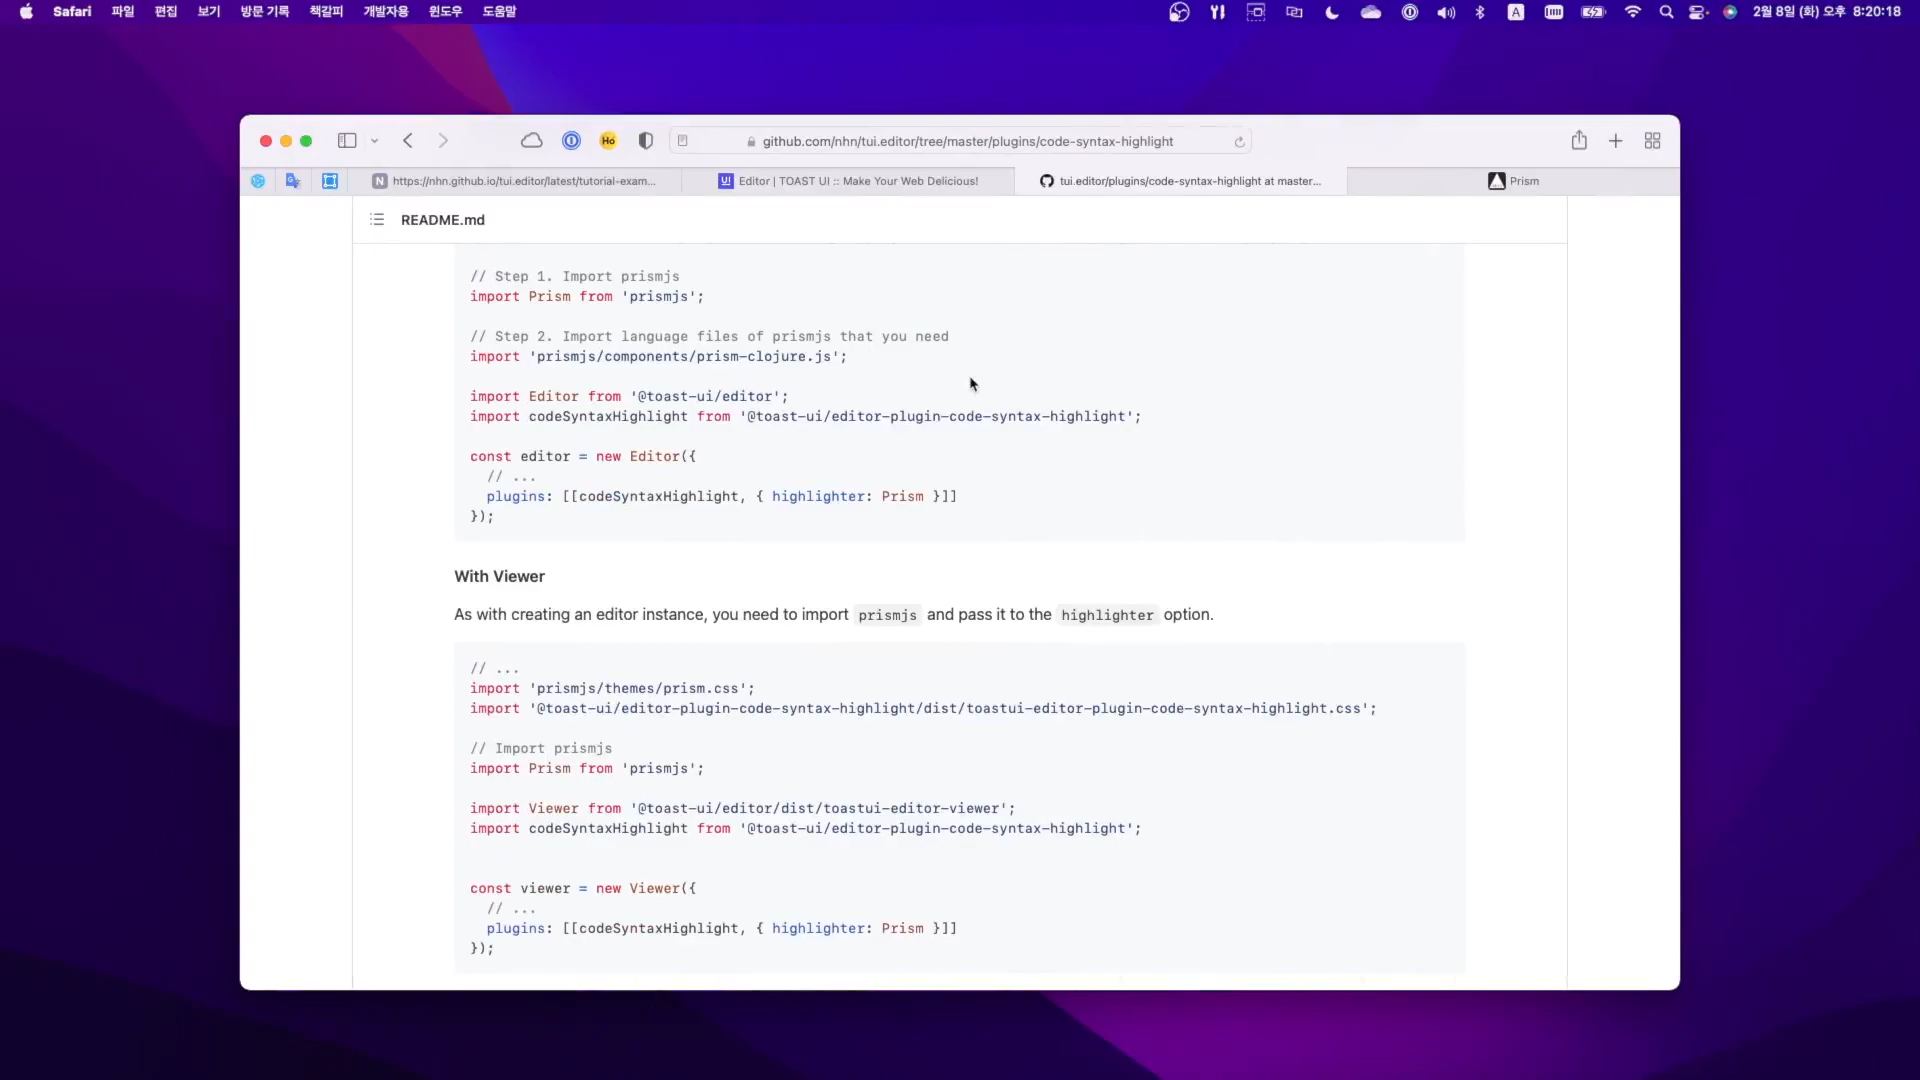 Safari 파일 편집 보기 방문 기록 책갈피 개발자용 윈도우 도움말
A
2월 8일 (화) 오후 8:20:18
Ho
github.com/nhn/tui.editor/tree/master/plugins/code-syntax-highlight
N https://nhn.github.io/tui.editor/latest/tutorial-exam...
UI Editor | TOAST UI :: Make Your Web Delicious!
tui.editor/plugins/code-syntax-highlight at master...
Prism
README.md
// Step 1. Import prismjs
import Prism from 'prismjs';
// Step 2. Import language files of prismjs that you need
import 'prismjs/components/prism-clojure.js';
import Editor from '@toast-ui/editor';
import codeSyntaxHighlight from '@toast-ui/editor-plugin-code-syntax-highlight';
const editor = new Editor({
// ...
plugins: [[codeSyntaxHighlight, { highlighter: Prism }]]
});
With Viewer
As with creating an editor instance, you need to import prismjs and pass it to the highlighter option.
// ...
import 'prismjs/themes/prism.css';
import '@toast-ui/editor-plugin-code-syntax-highlight/dist/toastui-editor-plugin-code-syntax-highlight.css';
// Import prismjs
import Prism from 'prismjs';
import Viewer from '@toast-ui/editor/dist/toastui-editor-viewer';
import codeSyntaxHighlight from '@toast-ui/editor-plugin-code-syntax-highlight';
const viewer = new Viewer({
// ...
plugins: [[codeSyntaxHighlight, { highlighter: Prism }]]
});